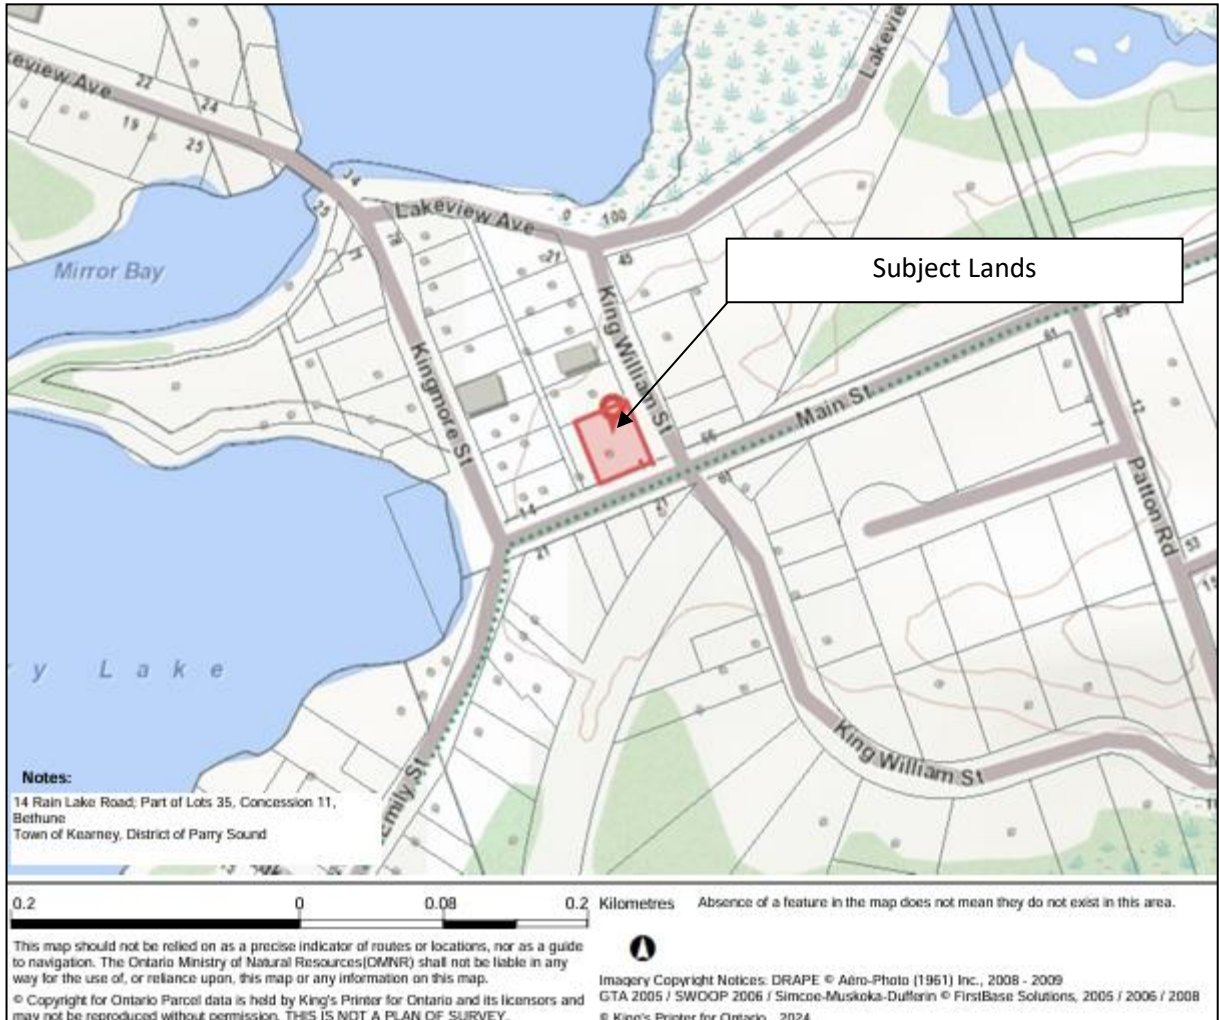 keview Ave
22
24
19
25
Lakevie
34
25
Lakeview Ave
0
100
78
77
21
45
Mirror Bay
Subject Lands
King William St
Kingmore St
Main St
66
61
12
Patton Rd
14
21
21
53
y Lake
King William St
Emily St
Notes:
14 Rain Lake Road; Part of Lots 35, Concession 11,
Bethune
Town of Kearney, District of Parry Sound
0.2
0
0.08
0.2
Kilometres
Absence of a feature in the map does not mean they do not exist in this area.
This map should not be relied on as a precise indicator of routes or locations, nor as a guide
to navigation. The Ontario Ministry of Natural Resources(OMNR) shall not be liable in any
way for the use of, or reliance upon, this map or any information on this map.
© Copyright for Ontario Parcel data is held by King's Printer for Ontario and its licensors and
may not be reproduced without permission. THIS IS NOT A PLAN OF SURVEY.
Imagery Copyright Notices: DRAPE © Aéro-Photo (1961) Inc., 2008 - 2009
GTA 2005 / SWOOP 2006 / Simcoe-Muskoka-Dufferin © FirstBase Solutions, 2005 / 2006 / 2008
© King's Printer for Ontario, 2024